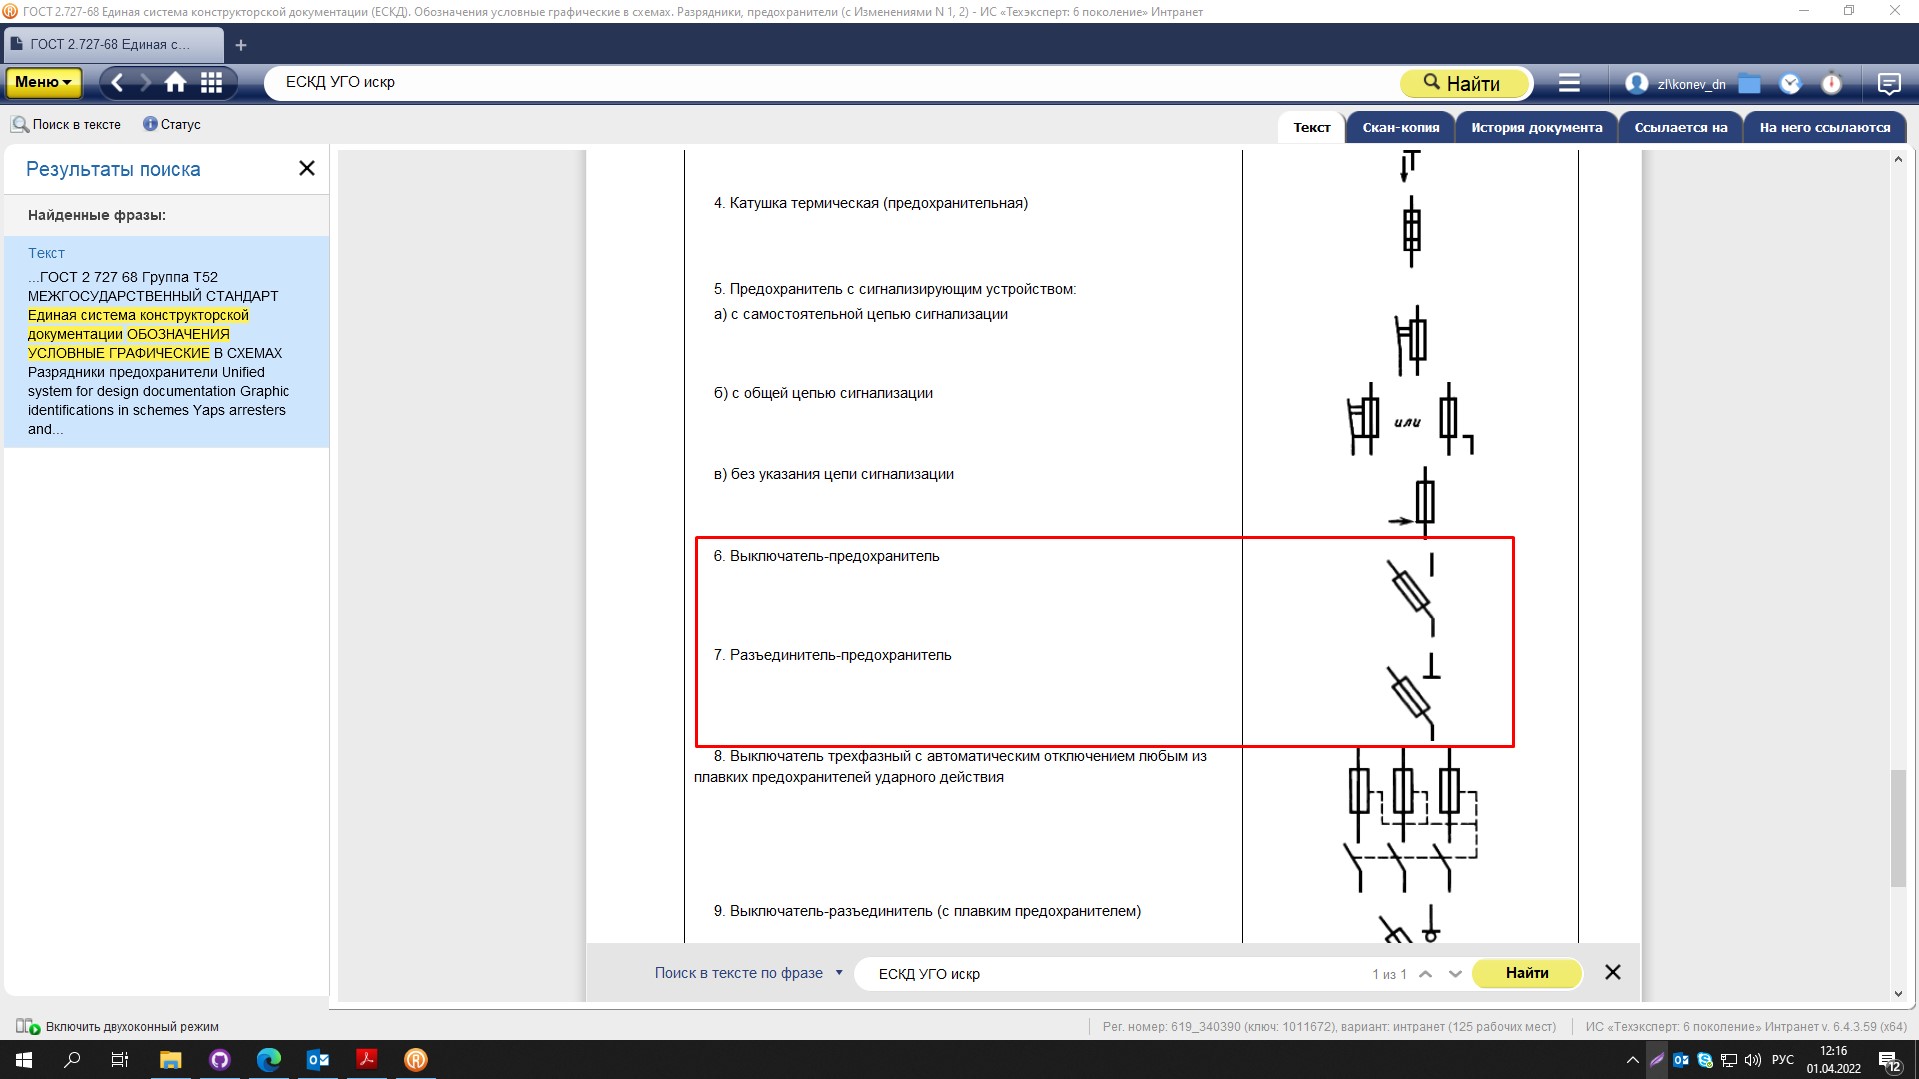 ГОСТ 2.727-68 Единая система конструкторской документации (ЕСКД). Обозначения условные графические в схемах. Разрядники, предохранители (с Изменениями N 1, 2) - ИС «Техэксперт: 6 поколение» Интранет
ГОСТ 2.727-68 Единая с...
Меню
ЕСКД УГО искр
Найти
zl\konev_dn
Поиск в тексте
Статус
Текст
Скан-копия
История документа
Ссылается на
На него ссылаются
Результаты поиска
Найденные фразы:
Текст
...ГОСТ 2 727 68 Группа Т52
МЕЖГОСУДАРСТВЕННЫЙ СТАНДАРТ
Единая система конструкторской
документации ОБОЗНАЧЕНИЯ
УСЛОВНЫЕ ГРАФИЧЕСКИЕ В СХЕМАХ
Разрядники предохранители Unified
system for design documentation Graphic
identifications in schemes Yaps arresters
and...
4. Катушка термическая (предохранительная)
5. Предохранитель с сигнализирующим устройством:
а) с самостоятельной цепью сигнализации
б) с общей цепью сигнализации
или
в) без указания цепи сигнализации
6. Выключатель-предохранитель
7. Разъединитель-предохранитель
8. Выключатель трехфазный с автоматическим отключением любым из
плавких предохранителей ударного действия
9. Выключатель-разъединитель (с плавким предохранителем)
Поиск в тексте по фразе
ЕСКД УГО искр
1 из 1
Найти
Включить двухоконный режим
Рег. номер: 619_340390 (ключ: 1011672), вариант: интранет (125 рабочих мест)
ИС «Техэксперт: 6 поколение» Интранет v. 6.4.3.59 (x64)
РУС
12:16
01.04.2022
12